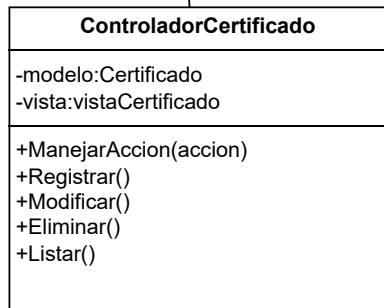 ControladorCertificado
-modelo:Certificado
-vista:vistaCertificado
+ManejarAccion(accion)
+Registrar()
+Modificar()
+Eliminar()
+Listar()